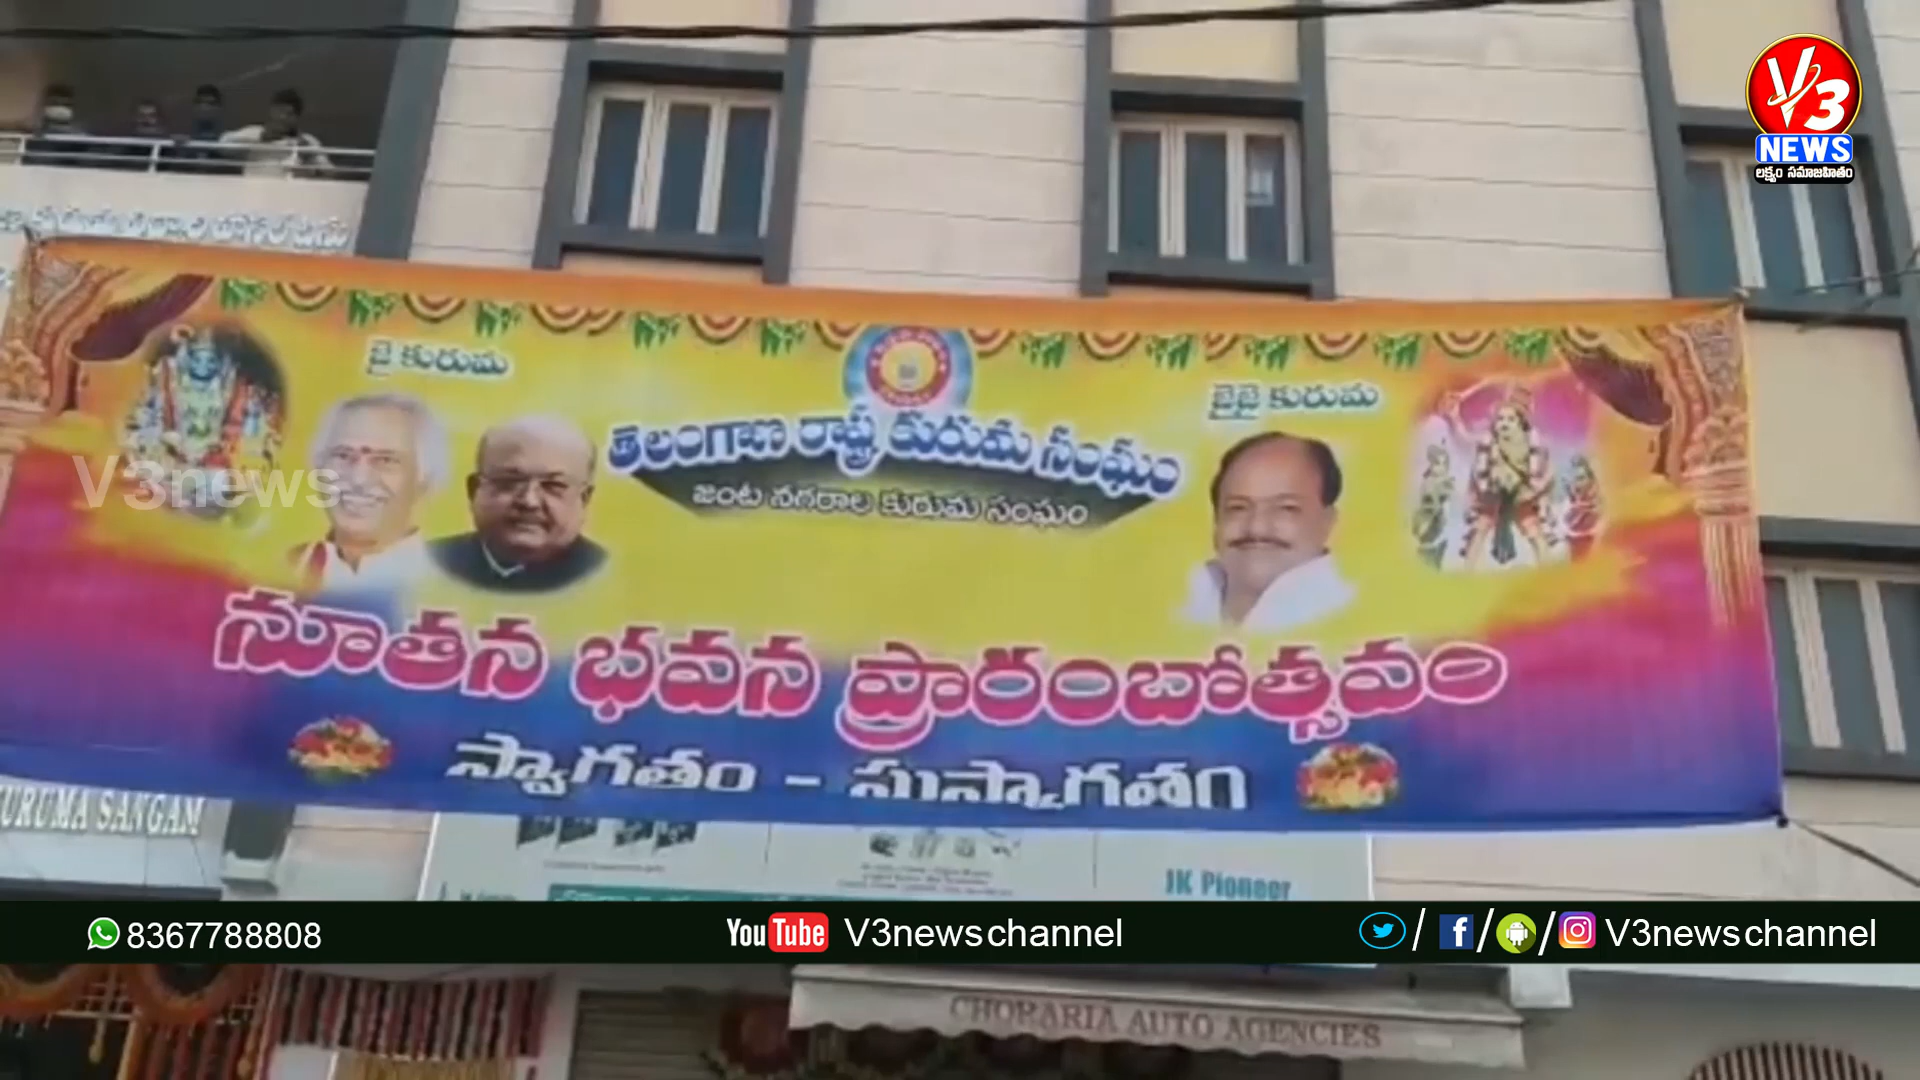 V3
NEWS
లక్ష్యం సమాజహితం
జై కురుమ
జైజై కురుమ
తెలంగాణ రాష్ట్ర కురుమ సంఘం
జంట నగరాల కురుమ సంఘం
V3news
నూతన భవన ప్రారంబోత్సవం
స్వాగతం - సుస్వాగతం
KURUMA SANGAM
JK Pioneer
8367788808
YouTube V3newschannel
/ f / / V3newschannel
CHORARIA AUTO AGENCIES